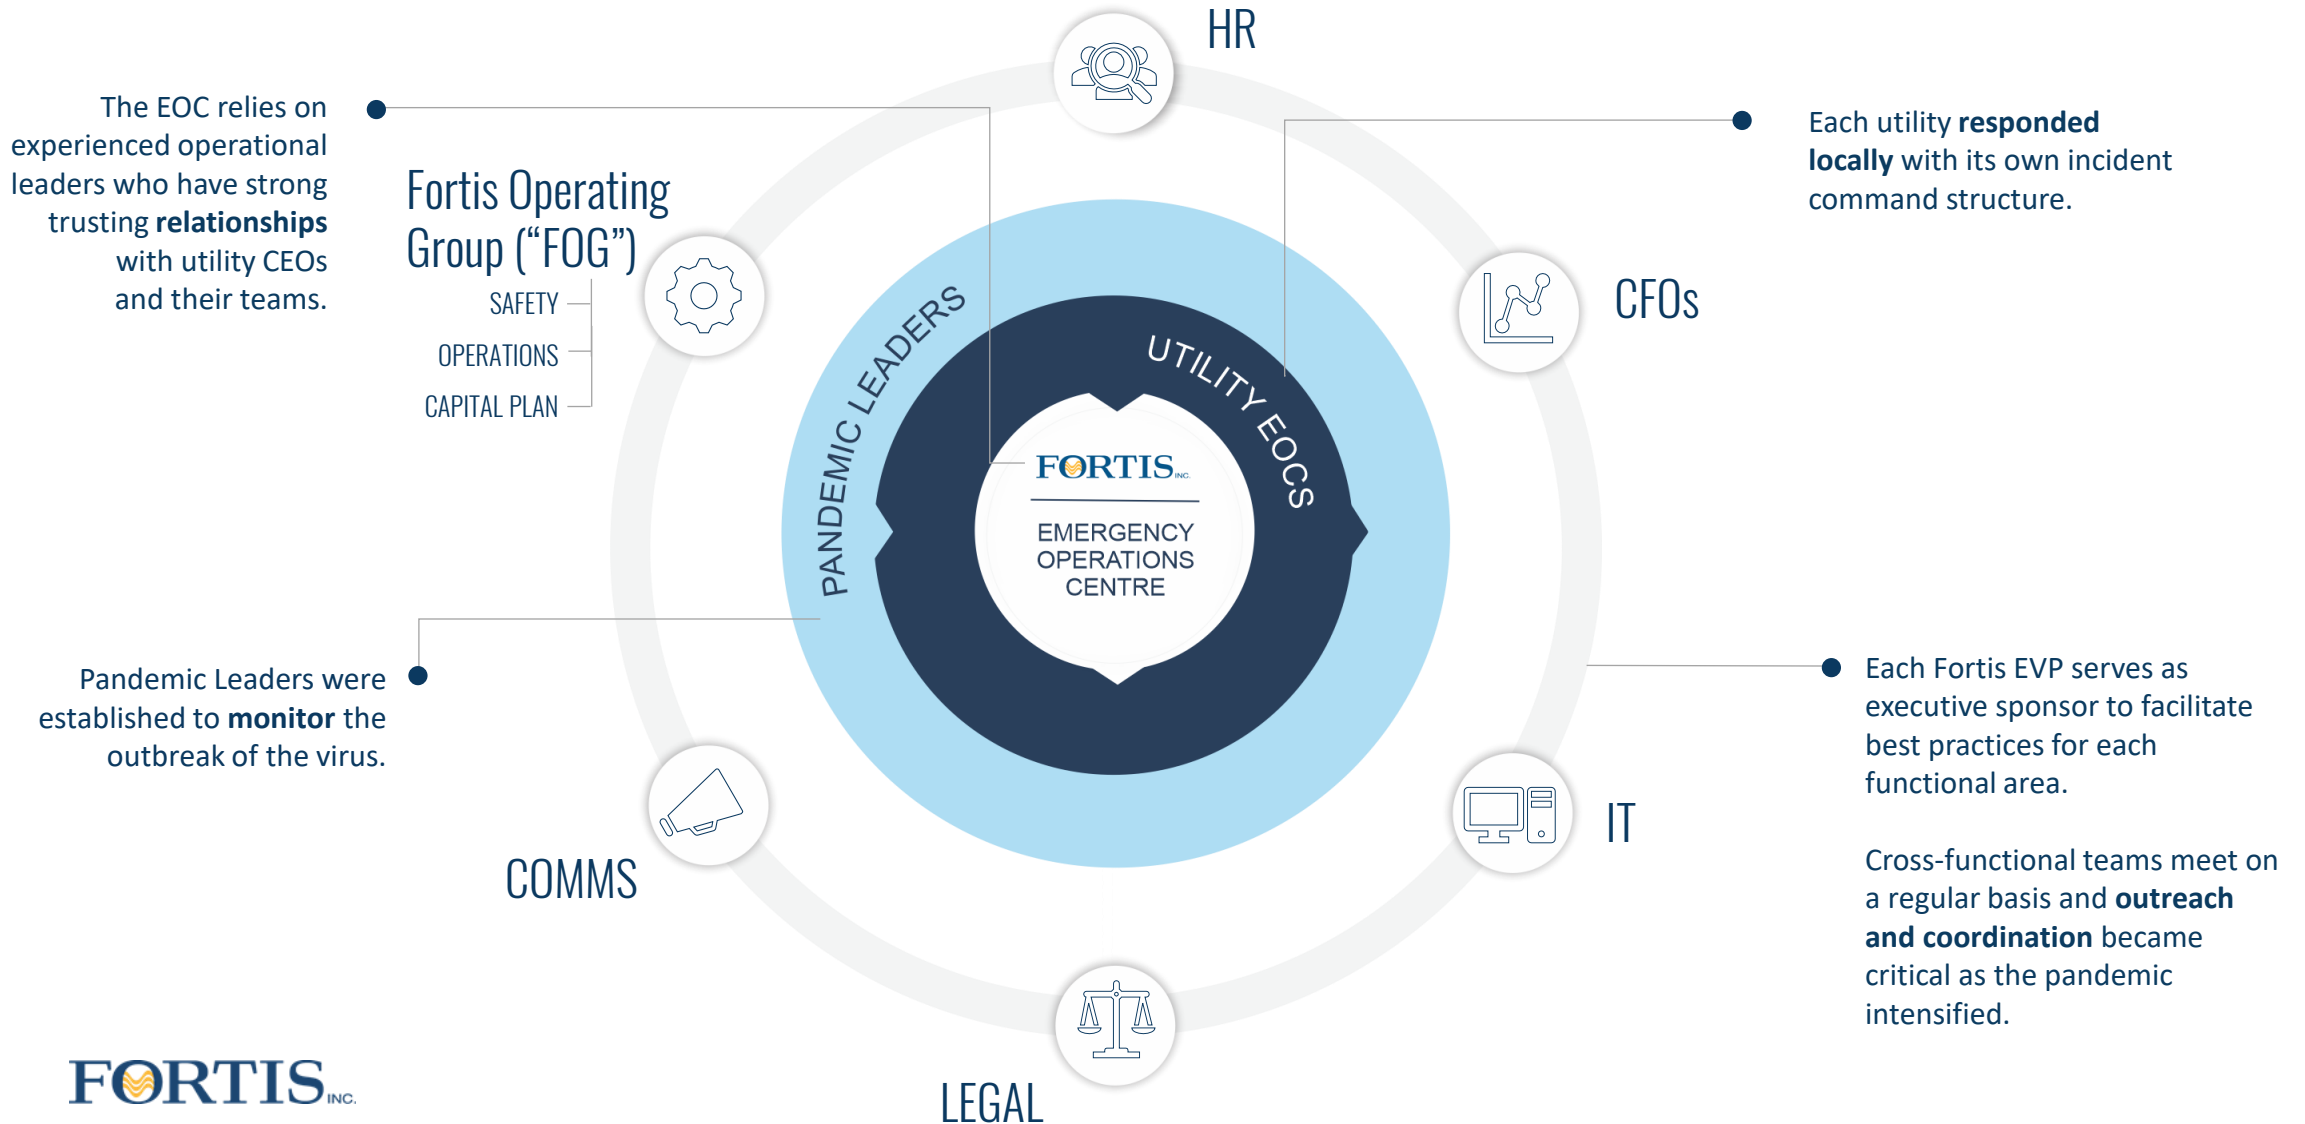 HR
The EOC relies on
experienced operational
leaders who have strong
trusting relationships
with utility CEOs
and their teams.
Each utility responded
locally with its own incident
command structure.
Fortis Operating
Group (“FOG”)
SAFETY
OPERATIONS
CAPITAL PLAN
CFOs
PANDEMIC LEADERS
UTILITY EOCS
FORTIS INC.
EMERGENCY
OPERATIONS
CENTRE
Pandemic Leaders were
established to monitor the
outbreak of the virus.
Each Fortis EVP serves as
executive sponsor to facilitate
best practices for each
functional area.
Cross-functional teams meet on
a regular basis and outreach
and coordination became
critical as the pandemic
intensified.
IT
COMMS
LEGAL
FORTIS INC.